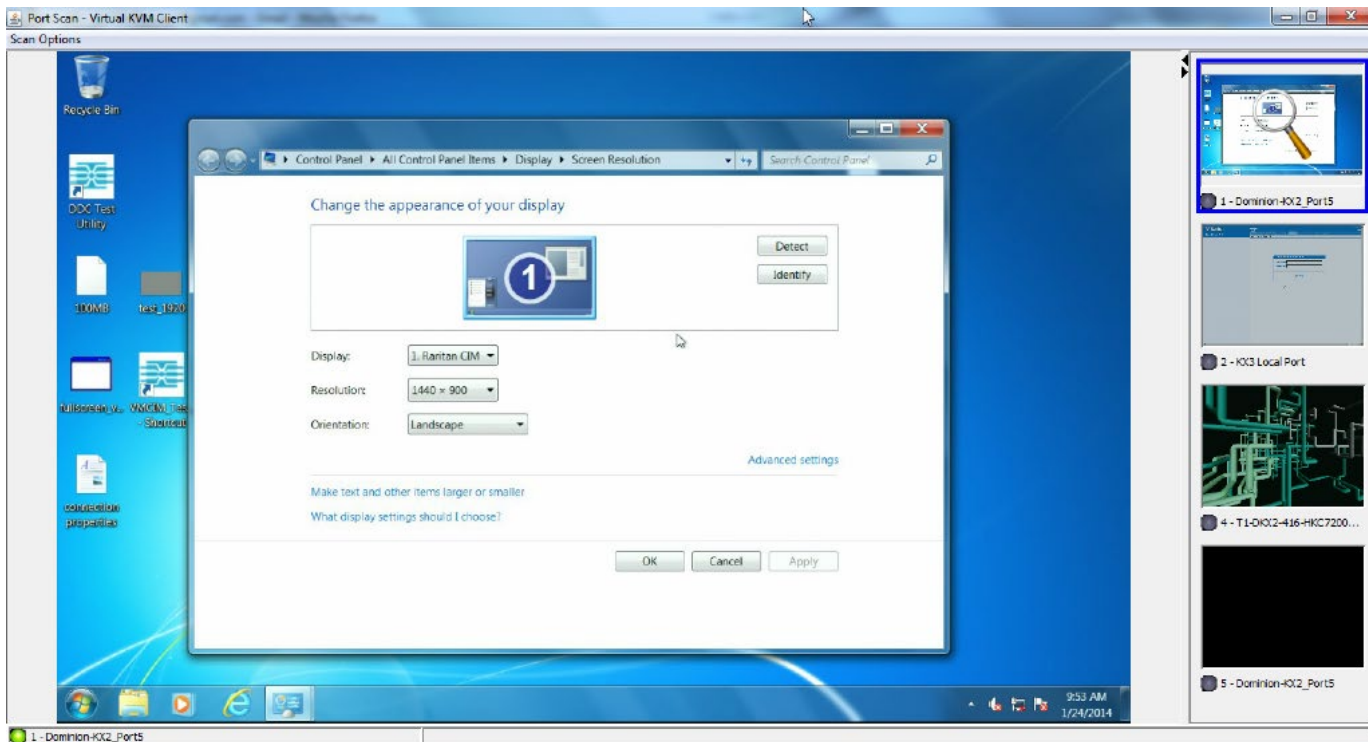 Port Scan - Virtual KVM Client
Scan Options
Recycle Bin
DDC Test
Utility
100MB
test_1920
fullscreen_v...
- Shortcut
connection
properties
Control Panel ▸ All Control Panel Items ▸ Display ▸ Screen Resolution
Search Control Panel
Change the appearance of your display
1
Detect
Identify
Display: 1. Raritan CIM
Resolution: 1440 × 900
Orientation: Landscape
Advanced settings
Make text and other items larger or smaller
What display settings should I choose?
OK Cancel Apply
9:53 AM
1/24/2014
1 - Dominion-KX2_Port5
2 - KX3 Local Port
4 - T1-DKX2-416-HKC7200...
5 - Dominion-KX2_Port5
1 - Dominion-KX2_Port5